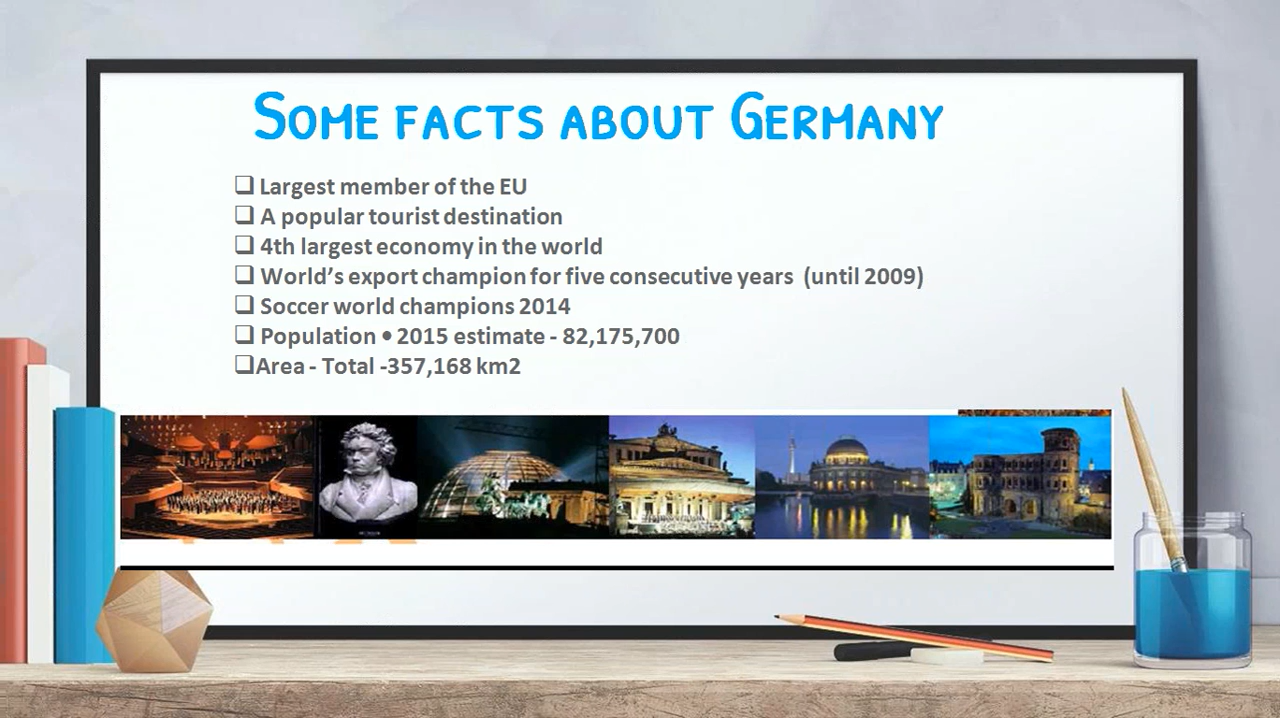 Some facts about Germany
❑ Largest member of the EU
❑ A popular tourist destination
❑ 4th largest economy in the world
❑ World’s export champion for five consecutive years (until 2009)
❑ Soccer world champions 2014
❑ Population • 2015 estimate - 82,175,700
❑Area - Total -357,168 km2